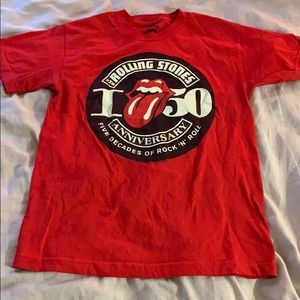 THE ROLLING STONES
1 50
ANNIVERSARY
FIVE DECADES OF ROCK 'N' ROLL